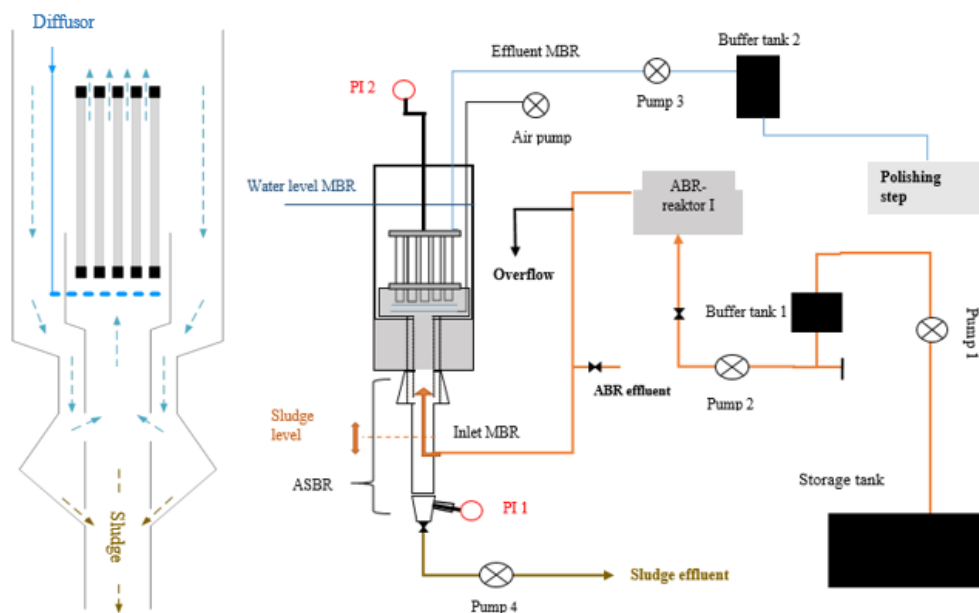 Diffusor
Sludge
PI 2
Effluent MBR
Pump 3
Buffer tank 2
Air pump
Water level MBR
Polishing
step
ABR-
reaktor I
Overflow
Buffer tank 1
Pump 1
ABR effluent
Pump 2
Sludge
level
Inlet MBR
ASBR
Storage tank
PI 1
Sludge effluent
Pump 4